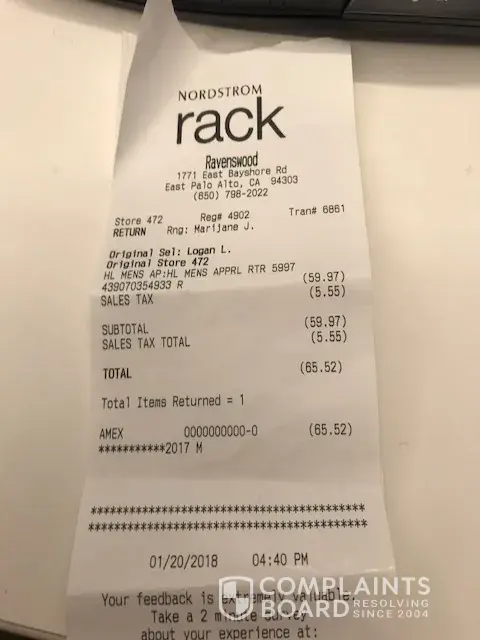 NORDSTROM
rack
Ravenswood
1771 East Bayshore Rd
East Palo Alto, CA 94303
(650) 798-2022
Store 472 Reg# 4902 Tran# 6861
RETURN Rng: Marijane J.
Original Sel: Logan L.
Original Store 472
HL MENS AP:HL MENS APPRL RTR 5997
439070354933 R (59.97)
SALES TAX (5.55)
SUBTOTAL (59.97)
SALES TAX TOTAL (5.55)
TOTAL (65.52)
Total Items Returned = 1
AMEX 0000000000-0 (65.52)
***********2017 M
****************************************
****************************************
01/20/2018 04:40 PM
Your feedback is extremely valuable.
Take a 2 minute survey
about your experience at:
COMPLAINTS
BOARD RESOLVING
SINCE 2004